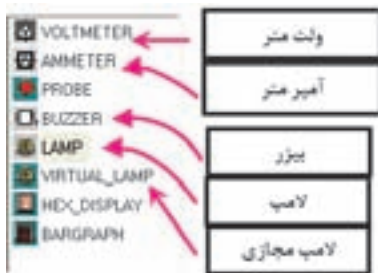 VOLTMETER
AMMETER
PROBE
BUZZER
LAMP
VIRTUAL_LAMP
HEX_DISPLAY
BARGRAPH
ولت متر
آمپر متر
بیزر
لامپ
لامپ مجازی